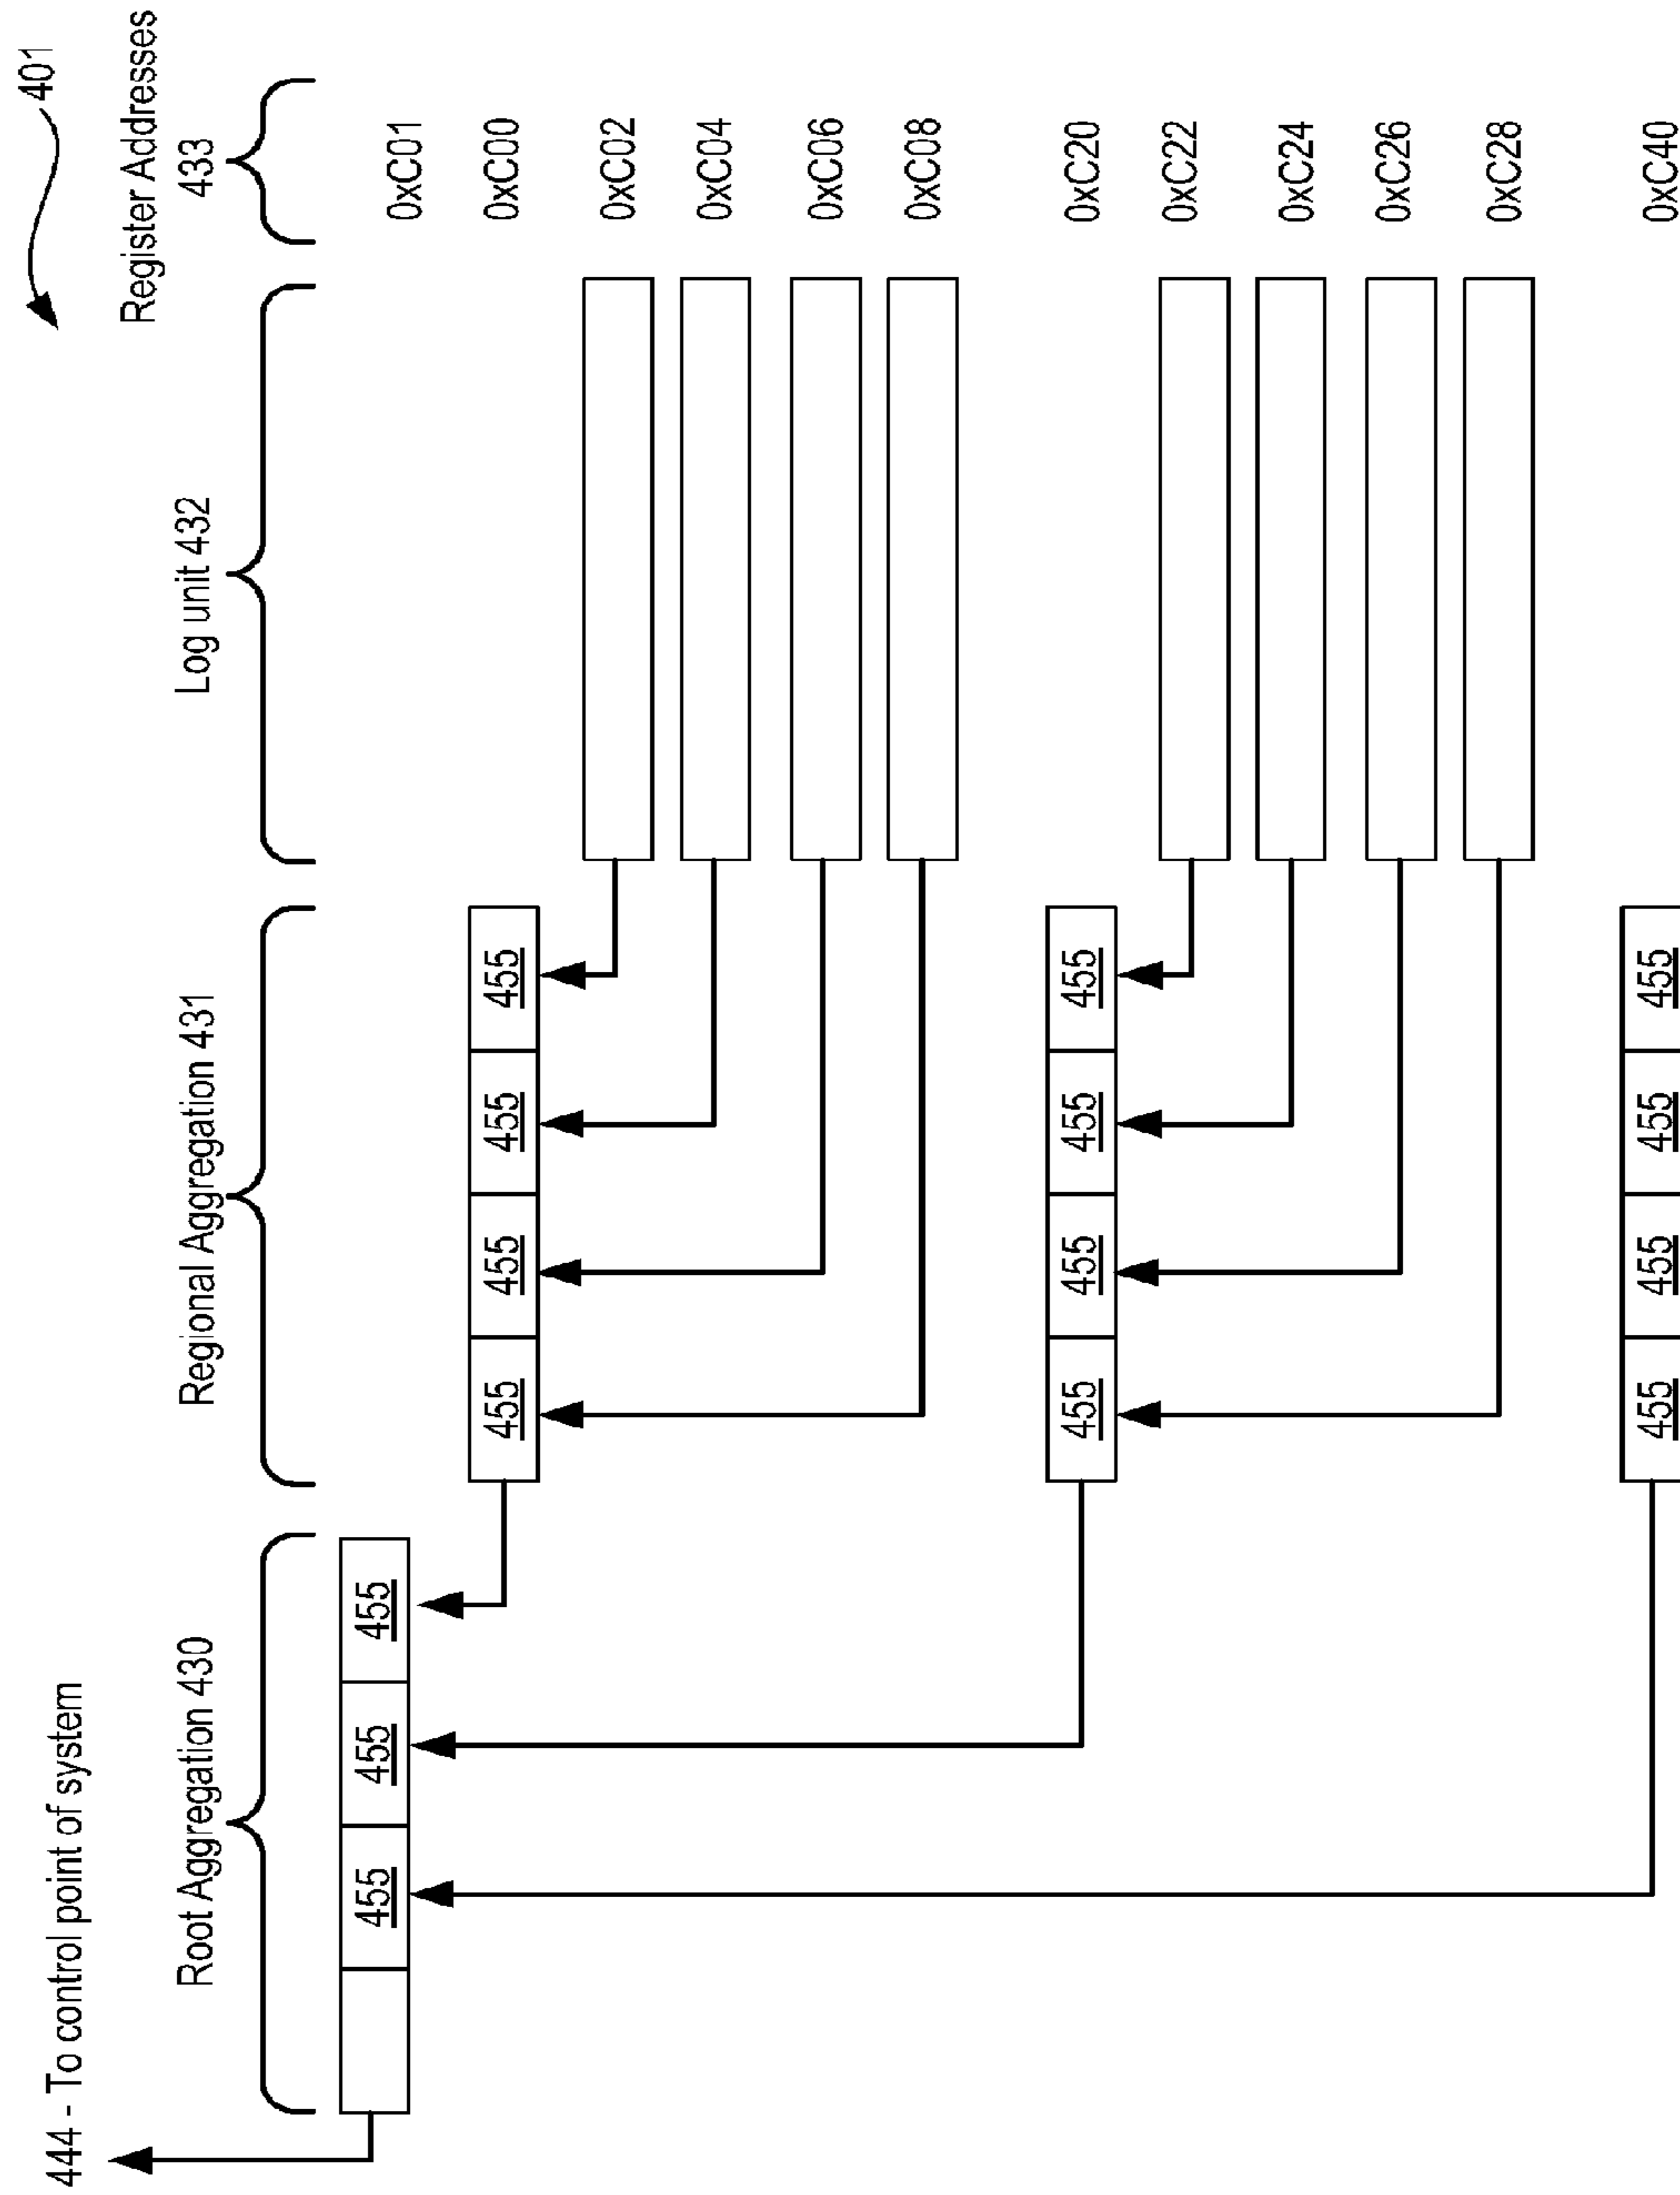 401
444 - To control point of system
Root Aggregation 430
Regional Aggregation 431
Log unit 432
Register Addresses
433
455 455 455
0xC01
455 455 455 455
0xC00
0xC02
0xC04
0xC06
0xC08
455 455 455 455
0xC20
0xC22
0xC24
0xC26
0xC28
455 455 455 455
0xC40